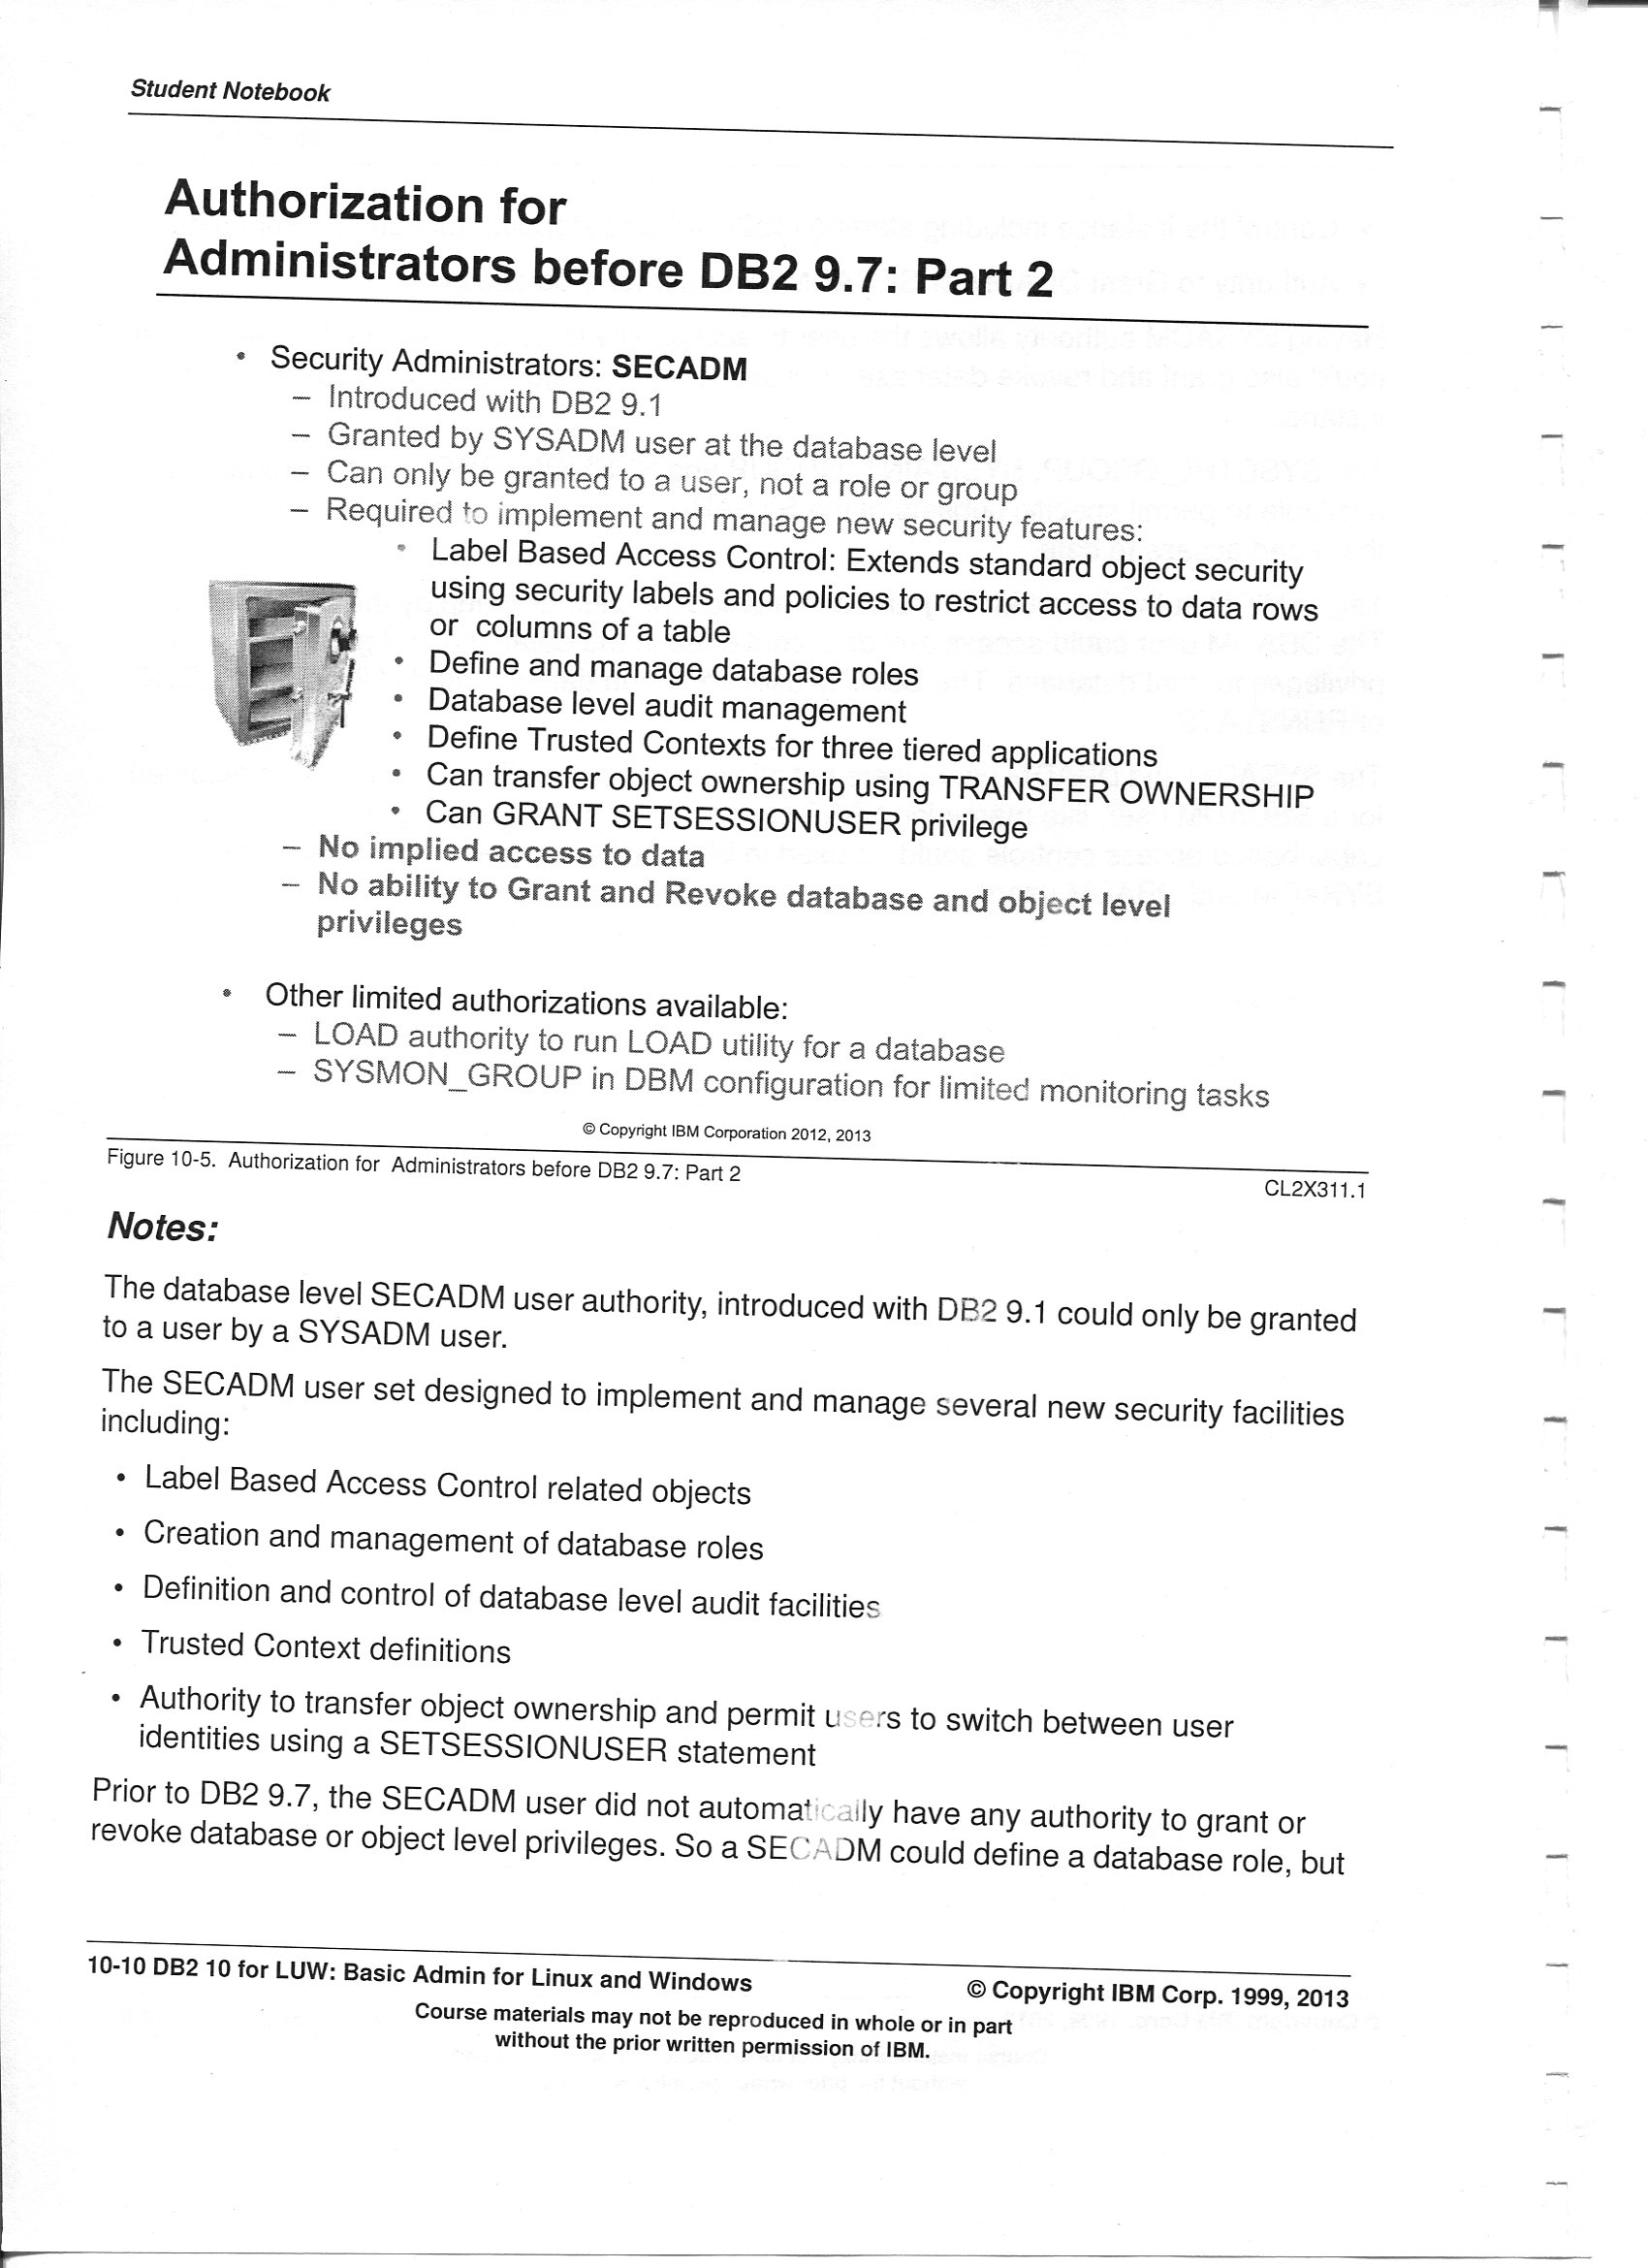 Student Notebook
Authorization for
Administrators before DB2 9.7: Part 2
• Security Administrators: SECADM
– Introduced with DB2 9.1
– Granted by SYSADM user at the database level
– Can only be granted to a user, not a role or group
– Required to implement and manage new security features:
• Label Based Access Control: Extends standard object security
using security labels and policies to restrict access to data rows
or columns of a table
• Define and manage database roles
• Database level audit management
• Define Trusted Contexts for three tiered applications
• Can transfer object ownership using TRANSFER OWNERSHIP
• Can GRANT SETSESSIONUSER privilege
– No implied access to data
– No ability to Grant and Revoke database and object level
privileges
• Other limited authorizations available:
– LOAD authority to run LOAD utility for a database
– SYSMON_GROUP in DBM configuration for limited monitoring tasks
© Copyright IBM Corporation 2012, 2013
Figure 10-5. Authorization for Administrators before DB2 9.7: Part 2
CL2X311.1
Notes:
The database level SECADM user authority, introduced with DB2 9.1 could only be granted
to a user by a SYSADM user.
The SECADM user set designed to implement and manage several new security facilities
including:
• Label Based Access Control related objects
• Creation and management of database roles
• Definition and control of database level audit facilities
• Trusted Context definitions
• Authority to transfer object ownership and permit users to switch between user
identities using a SETSESSIONUSER statement
Prior to DB2 9.7, the SECADM user did not automatically have any authority to grant or
revoke database or object level privileges. So a SECADM could define a database role, but
10-10 DB2 10 for LUW: Basic Admin for Linux and Windows
© Copyright IBM Corp. 1999, 2013
Course materials may not be reproduced in whole or in part
without the prior written permission of IBM.